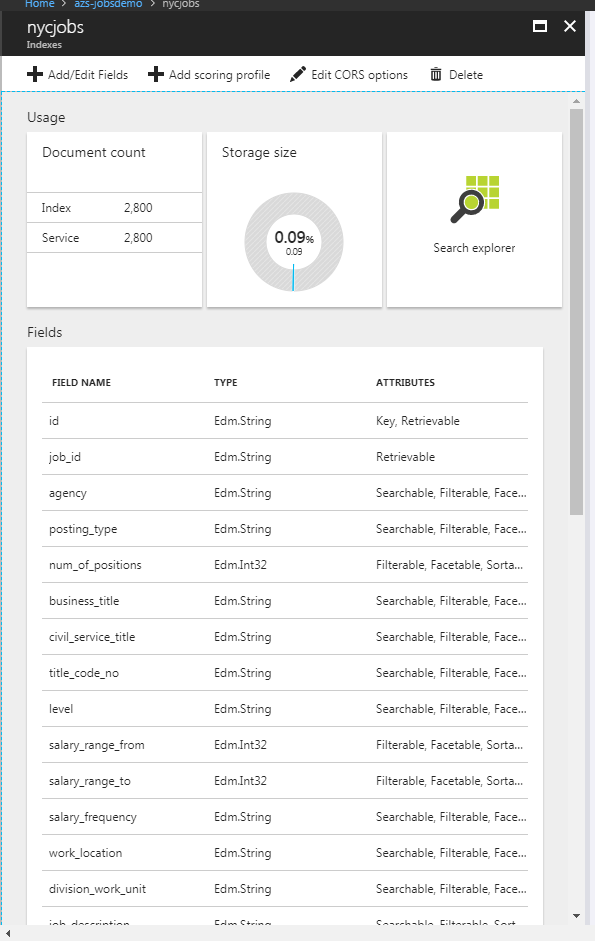 Home > azs-jobsdemo > nycjobs
nycjobs
Indexes
Add/Edit Fields Add scoring profile Edit CORS options Delete
Usage
Document count
Index 2,800
Service 2,800
Storage size
0.09%
0.09
Search explorer
Fields
FIELD NAME TYPE ATTRIBUTES
id Edm.String Key, Retrievable
job_id Edm.String Retrievable
agency Edm.String Searchable, Filterable, Face...
posting_type Edm.String Searchable, Filterable, Face...
num_of_positions Edm.Int32 Filterable, Facetable, Sorta...
business_title Edm.String Searchable, Filterable, Face...
civil_service_title Edm.String Searchable, Filterable, Face...
title_code_no Edm.String Searchable, Filterable, Face...
level Edm.String Searchable, Filterable, Face...
salary_range_from Edm.Int32 Filterable, Facetable, Sorta...
salary_range_to Edm.Int32 Filterable, Facetable, Sorta...
salary_frequency Edm.String Searchable, Filterable, Face...
work_location Edm.String Searchable, Filterable, Face...
division_work_unit Edm.String Searchable, Filterable, Face...
job_description Edm.String Searchable, Filterable, Sort...